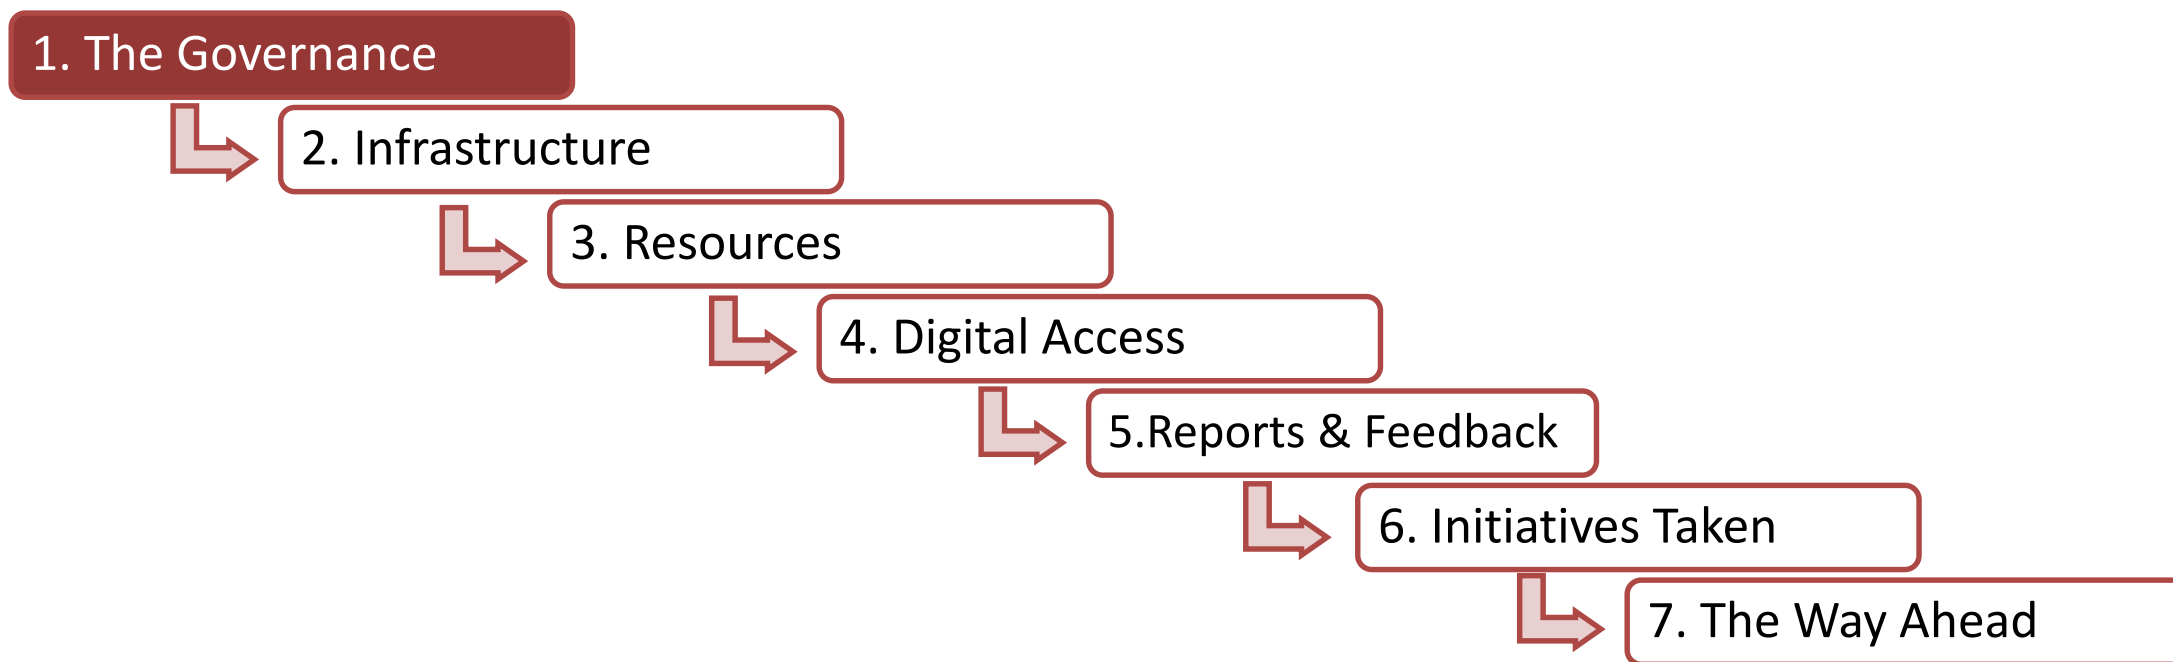 1. The Governance
2. Infrastructure
3. Resources
4. Digital Access
5.Reports & Feedback
6. Initiatives Taken
7. The Way Ahead